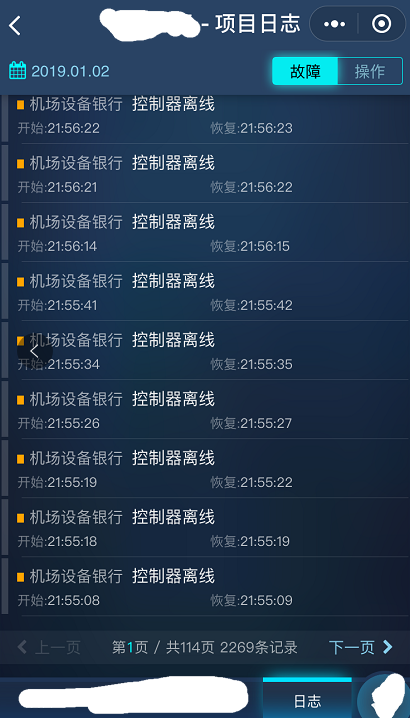 - 项目日志
2019.01.02 故障 操作
机场设备银行 控制器离线
开始:21:56:22 恢复:21:56:23
机场设备银行 控制器离线
开始:21:56:21 恢复:21:56:22
机场设备银行 控制器离线
开始:21:56:14 恢复:21:56:15
机场设备银行 控制器离线
开始:21:55:41 恢复:21:55:42
机场设备银行 控制器离线
开始:21:55:34 恢复:21:55:35
机场设备银行 控制器离线
开始:21:55:26 恢复:21:55:27
机场设备银行 控制器离线
开始:21:55:19 恢复:21:55:22
机场设备银行 控制器离线
开始:21:55:18 恢复:21:55:19
机场设备银行 控制器离线
开始:21:55:08 恢复:21:55:09
上一页 第1页 / 共114页 2269条记录 下一页
日志